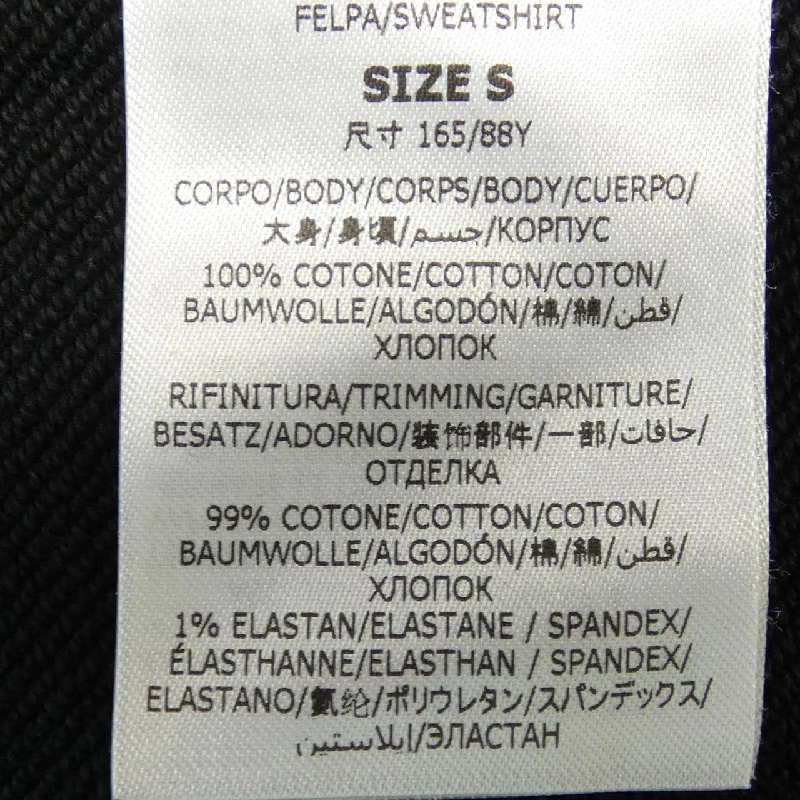 FELPA/SWEATSHIRT
SIZE S
尺寸 165/88Y
CORPO/BODY/CORPS/BODY/CUERPO/
大身/身頃/جسم/КОРПУС
100% COTONE/COTTON/COTON/
BAUMWOLLE/ALGODÓN/棉/綿/قطن/
ХЛОПОК
RIFINITURA/TRIMMING/GARNITURE/
BESATZ/ADORNO/装饰部件/一部/حافات/
ОТДЕЛКА
99% COTONE/COTTON/COTON/
BAUMWOLLE/ALGODÓN/棉/綿/قطن/
ХЛОПОК
1% ELASTAN/ELASTANE / SPANDEX/
ÉLASTHANNE/ELASTHAN / SPANDEX/
ELASTANO/氨纶/ポリウレタン/スパンデックス/
إيلاستين/ЭЛАСТАН